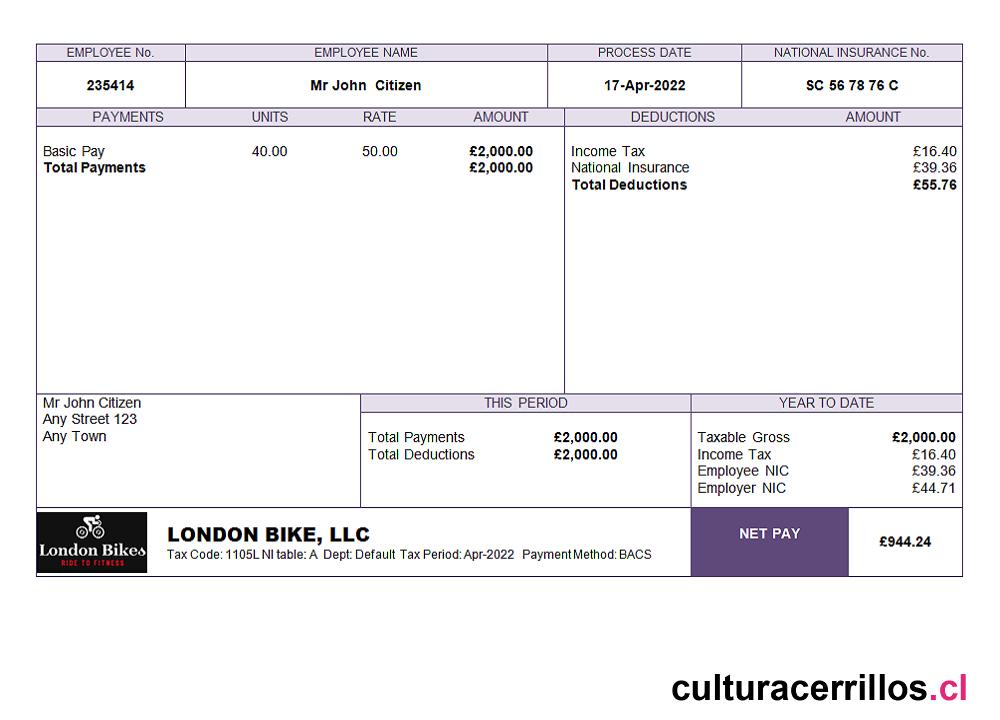 EMPLOYEE No. EMPLOYEE NAME PROCESS DATE NATIONAL INSURANCE No.
235414 Mr John Citizen 17-Apr-2022 SC 56 78 76 C
PAYMENTS UNITS RATE AMOUNT DEDUCTIONS AMOUNT
Basic Pay 40.00 50.00 £2,000.00 Income Tax £16.40
Total Payments £2,000.00 National Insurance £39.36
Total Deductions £55.76
Mr John Citizen THIS PERIOD YEAR TO DATE
Any Street 123
Any Town Total Payments £2,000.00 Taxable Gross £2,000.00
Total Deductions £2,000.00 Income Tax £16.40
Employee NIC £39.36
Employer NIC £44.71
London Bikes
RIDE TO FITNESS
LONDON BIKE, LLC NET PAY £944.24
Tax Code: 1105L NI table: A Dept: Default Tax Period: Apr-2022 Payment Method: BACS
culturacerrillos.cl